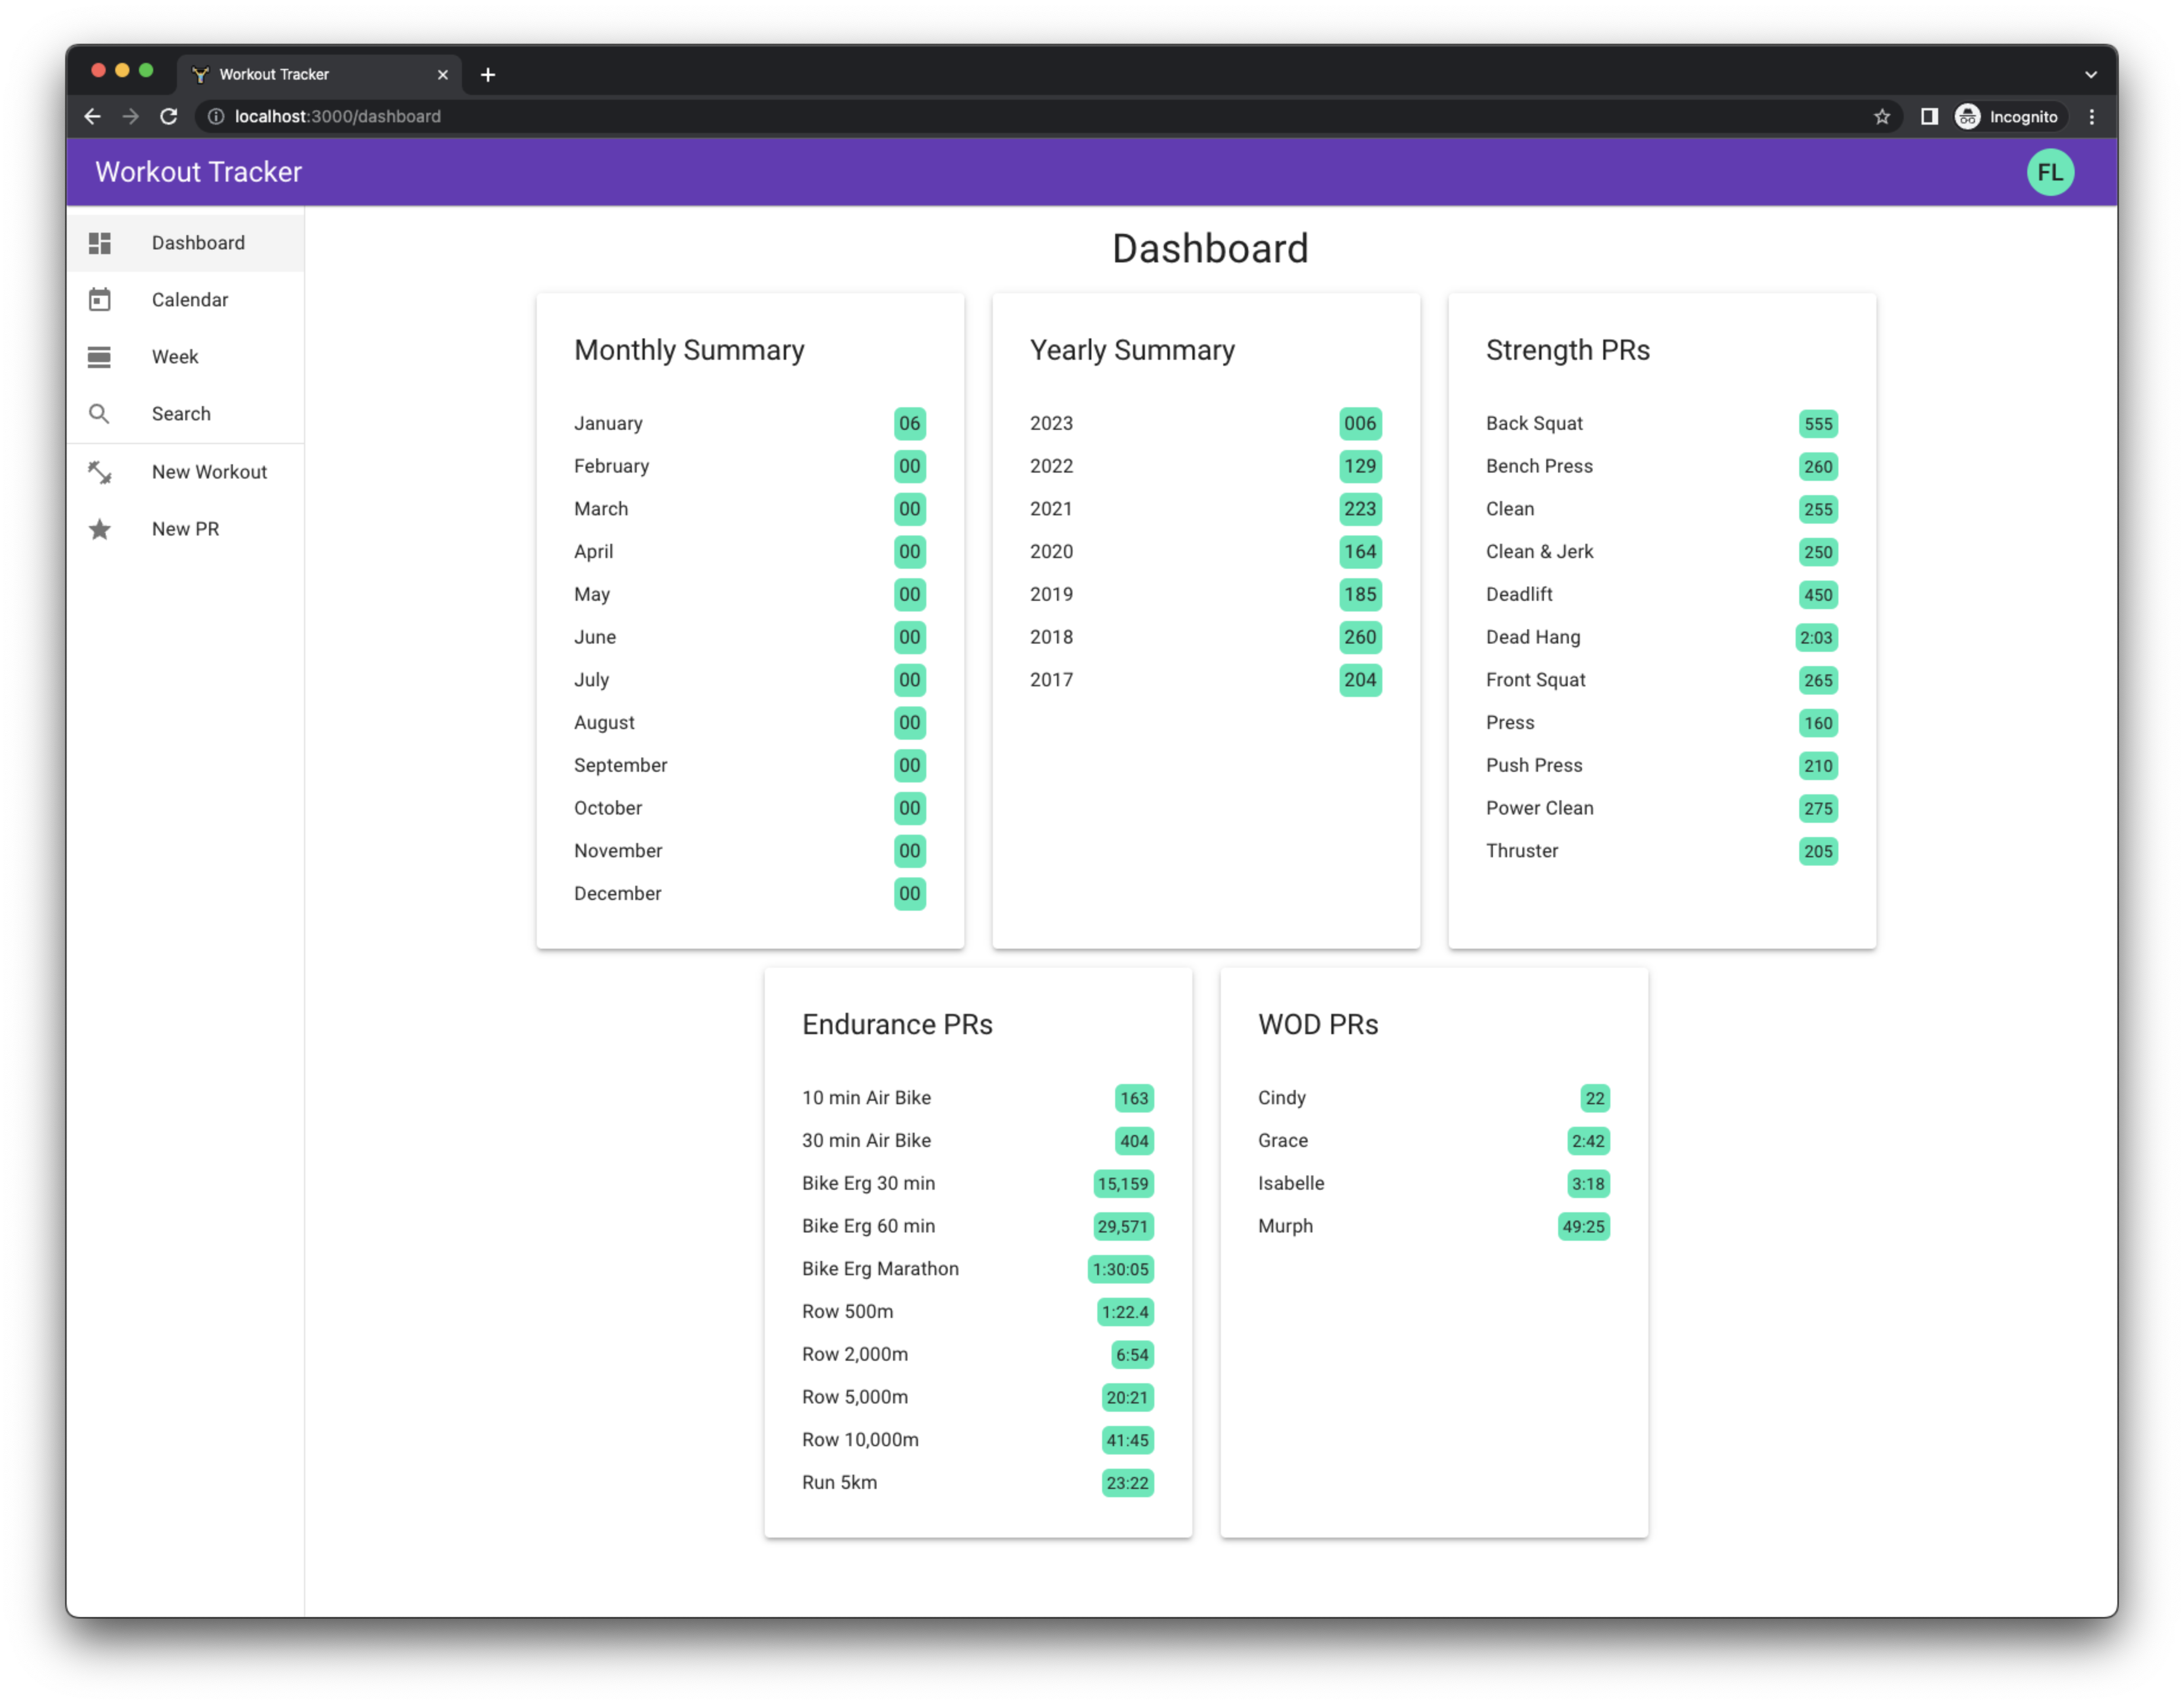 Workout Tracker
localhost:3000/dashboard
Incognito
Workout Tracker
FL
Dashboard
Calendar
Week
Search
New Workout
New PR
Dashboard
Monthly Summary
January 06
February 00
March 00
April 00
May 00
June 00
July 00
August 00
September 00
October 00
November 00
December 00
Yearly Summary
2023 006
2022 129
2021 223
2020 164
2019 185
2018 260
2017 204
Strength PRs
Back Squat 555
Bench Press 260
Clean 255
Clean & Jerk 250
Deadlift 450
Dead Hang 2:03
Front Squat 265
Press 160
Push Press 210
Power Clean 275
Thruster 205
Endurance PRs
10 min Air Bike 163
30 min Air Bike 404
Bike Erg 30 min 15,159
Bike Erg 60 min 29,571
Bike Erg Marathon 1:30:05
Row 500m 1:22.4
Row 2,000m 6:54
Row 5,000m 20:21
Row 10,000m 41:45
Run 5km 23:22
WOD PRs
Cindy 22
Grace 2:42
Isabelle 3:18
Murph 49:25